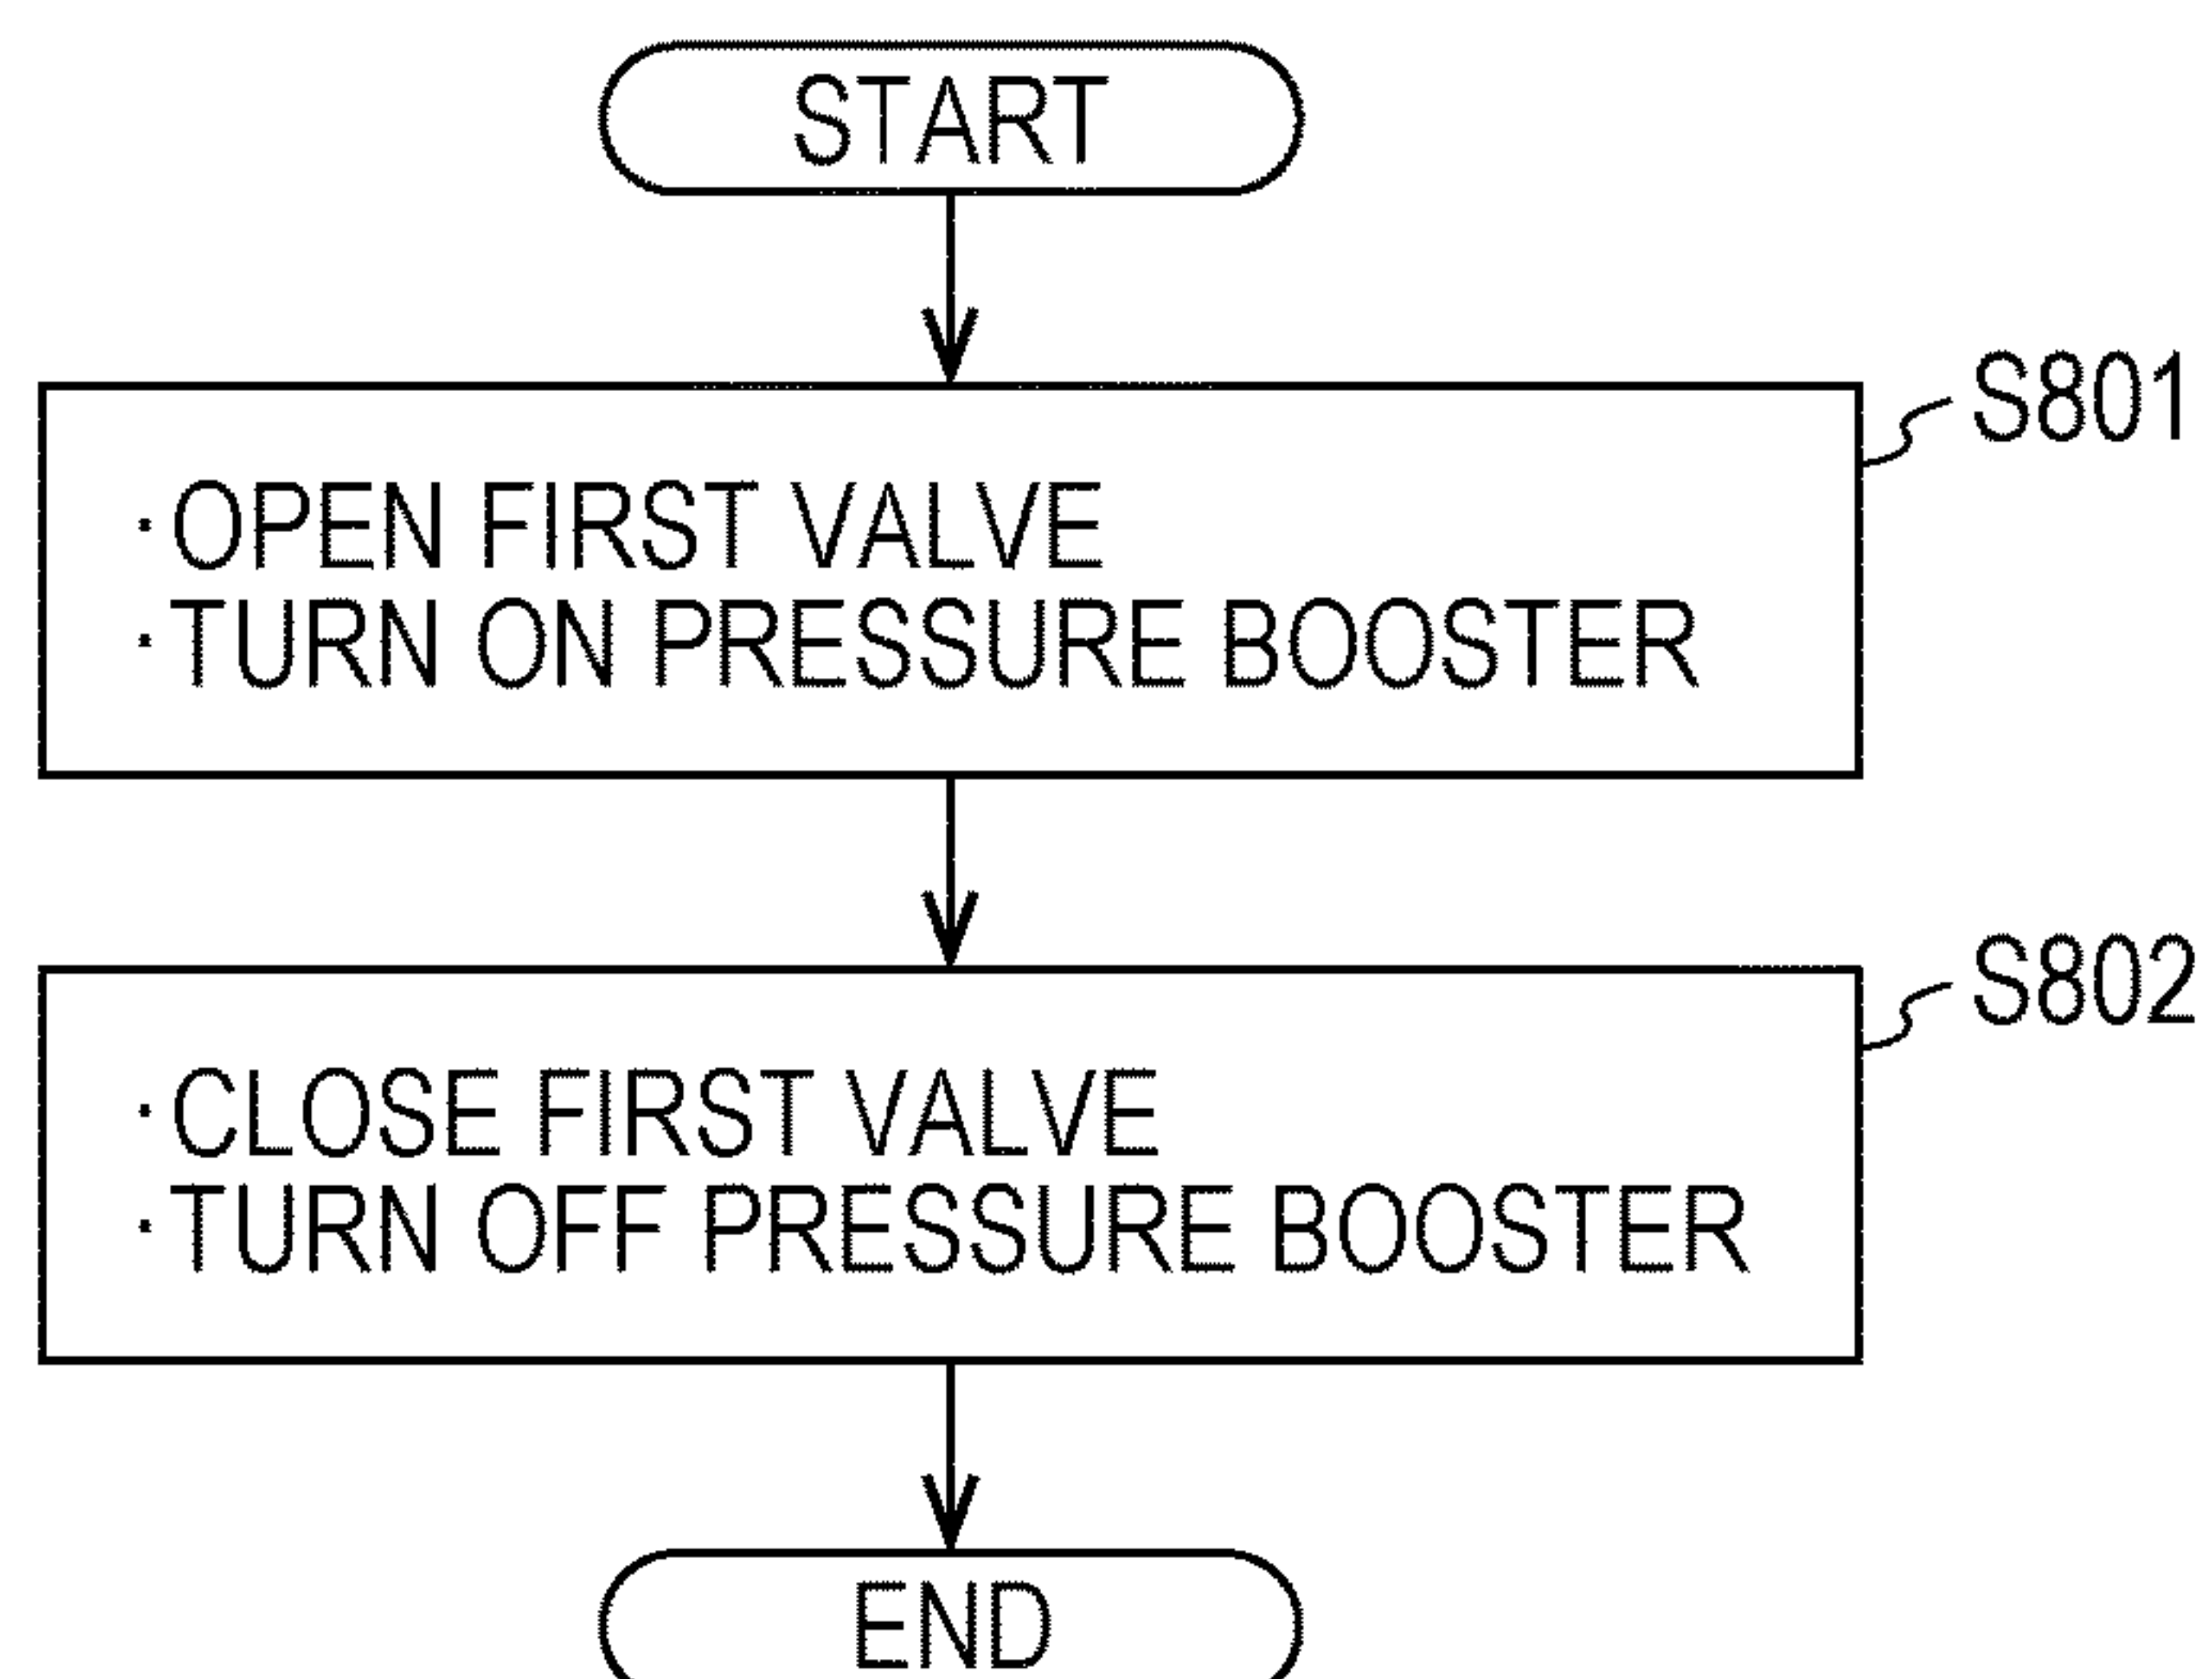 START
S801
·OPEN FIRST VALVE
·TURN ON PRESSURE BOOSTER
S802
·CLOSE FIRST VALVE
·TURN OFF PRESSURE BOOSTER
END